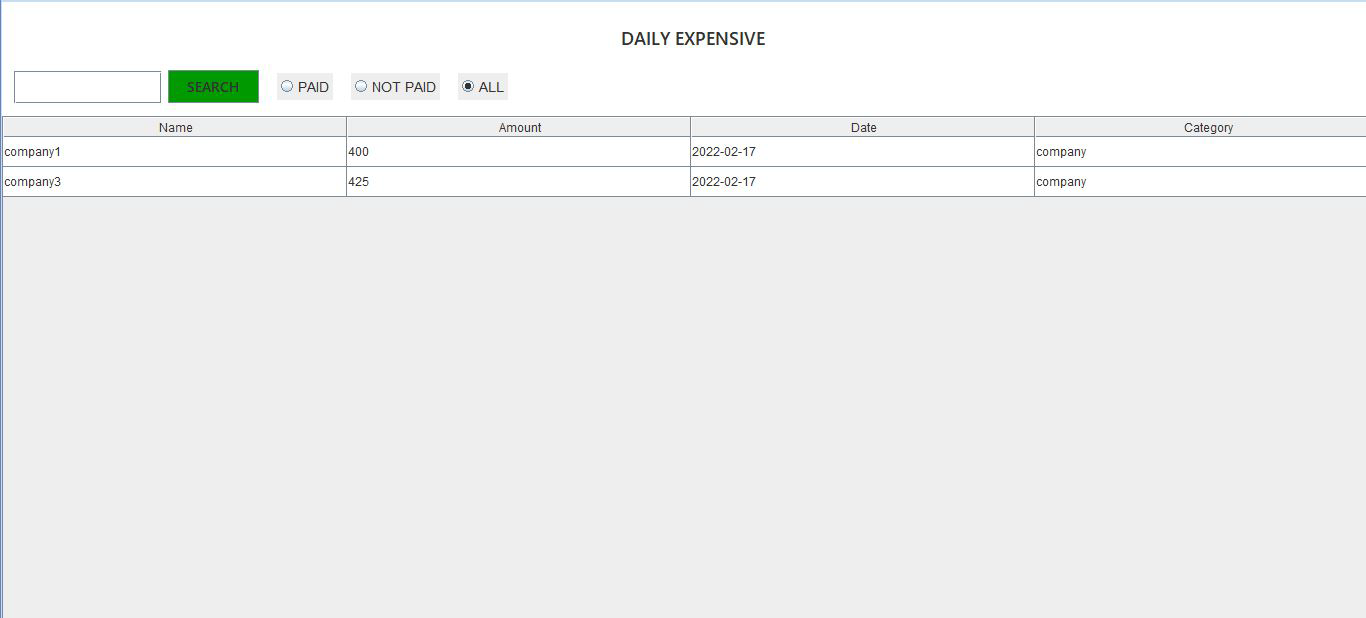 DAILY EXPENSIVE
SEARCH PAID NOT PAID ALL
Name Amount Date Category
company1 400 2022-02-17 company
company3 425 2022-02-17 company